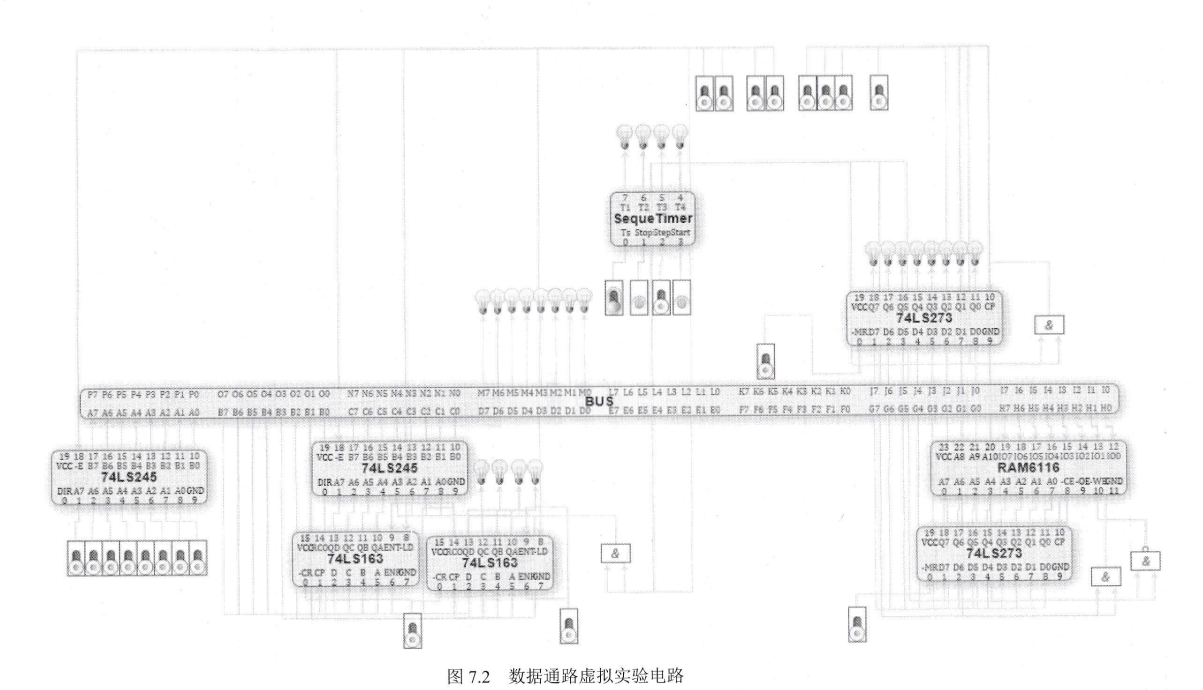 7 6 5 4
T1 T2 T3 T4
SequeTimer
Ts Stop Step Start
0 1 2 3
19 18 17 16 15 14 13 12 11 10
VCC Q7 Q6 Q5 Q4 Q3 Q2 Q1 Q0 CP
74LS273
-MR D7 D6 D5 D4 D3 D2 D1 D0 GND
0 1 2 3 4 5 6 7 8 9
&
P7 P6 P5 P4 P3 P2 P1 P0 O7 O6 O5 O4 O3 O2 O1 O0 N7 N6 N5 N4 N3 N2 N1 N0 M7 M6 M5 M4 M3 M2 M1 M0 L7 L6 L5 L4 L3 L2 L1 L0 K7 K6 K5 K4 K3 K2 K1 K0 J7 J6 J5 J4 J3 J2 J1 J0 I7 I6 I5 I4 I3 I2 I1 I0
BUS
A7 A6 A5 A4 A3 A2 A1 A0 B7 B6 B5 B4 B3 B2 B1 B0 C7 C6 C5 C4 C3 C2 C1 C0 D7 D6 D5 D4 D3 D2 D1 D0 E7 E6 E5 E4 E3 E2 E1 E0 F7 F6 F5 F4 F3 F2 F1 F0 G7 G6 G5 G4 G3 G2 G1 G0 H7 H6 H5 H4 H3 H2 H1 H0
19 18 17 16 15 14 13 12 11 10
VCC -E B7 B6 B5 B4 B3 B2 B1 B0
74LS245
DIR A7 A6 A5 A4 A3 A2 A1 A0 GND
0 1 2 3 4 5 6 7 8 9
19 18 17 16 15 14 13 12 11 10
VCC -E B7 B6 B5 B4 B3 B2 B1 B0
74LS245
DIR A7 A6 A5 A4 A3 A2 A1 A0 GND
0 1 2 3 4 5 6 7 8 9
23 22 21 20 19 18 17 16 15 14 13 12
VCC A8 A9 A10 IO7 IO6 IO5 IO4 IO3 IO2 IO1 IO0
RAM6116
A7 A6 A5 A4 A3 A2 A1 A0 -CE -OE -WE GND
0 1 2 3 4 5 6 7 8 9 10 11
15 14 13 12 11 10 9 8
VCC RCO QD QC QB QA ENT -LD
74LS163
-CR CP D C B A ENP GND
0 1 2 3 4 5 6 7
15 14 13 12 11 10 9 8
VCC RCO QD QC QB QA ENT -LD
74LS163
-CR CP D C B A ENP GND
0 1 2 3 4 5 6 7
&
19 18 17 16 15 14 13 12 11 10
VCC Q7 Q6 Q5 Q4 Q3 Q2 Q1 Q0 CP
74LS273
-MR D7 D6 D5 D4 D3 D2 D1 D0 GND
0 1 2 3 4 5 6 7 8 9
&
&
图 7.2 数据通路虚拟实验电路